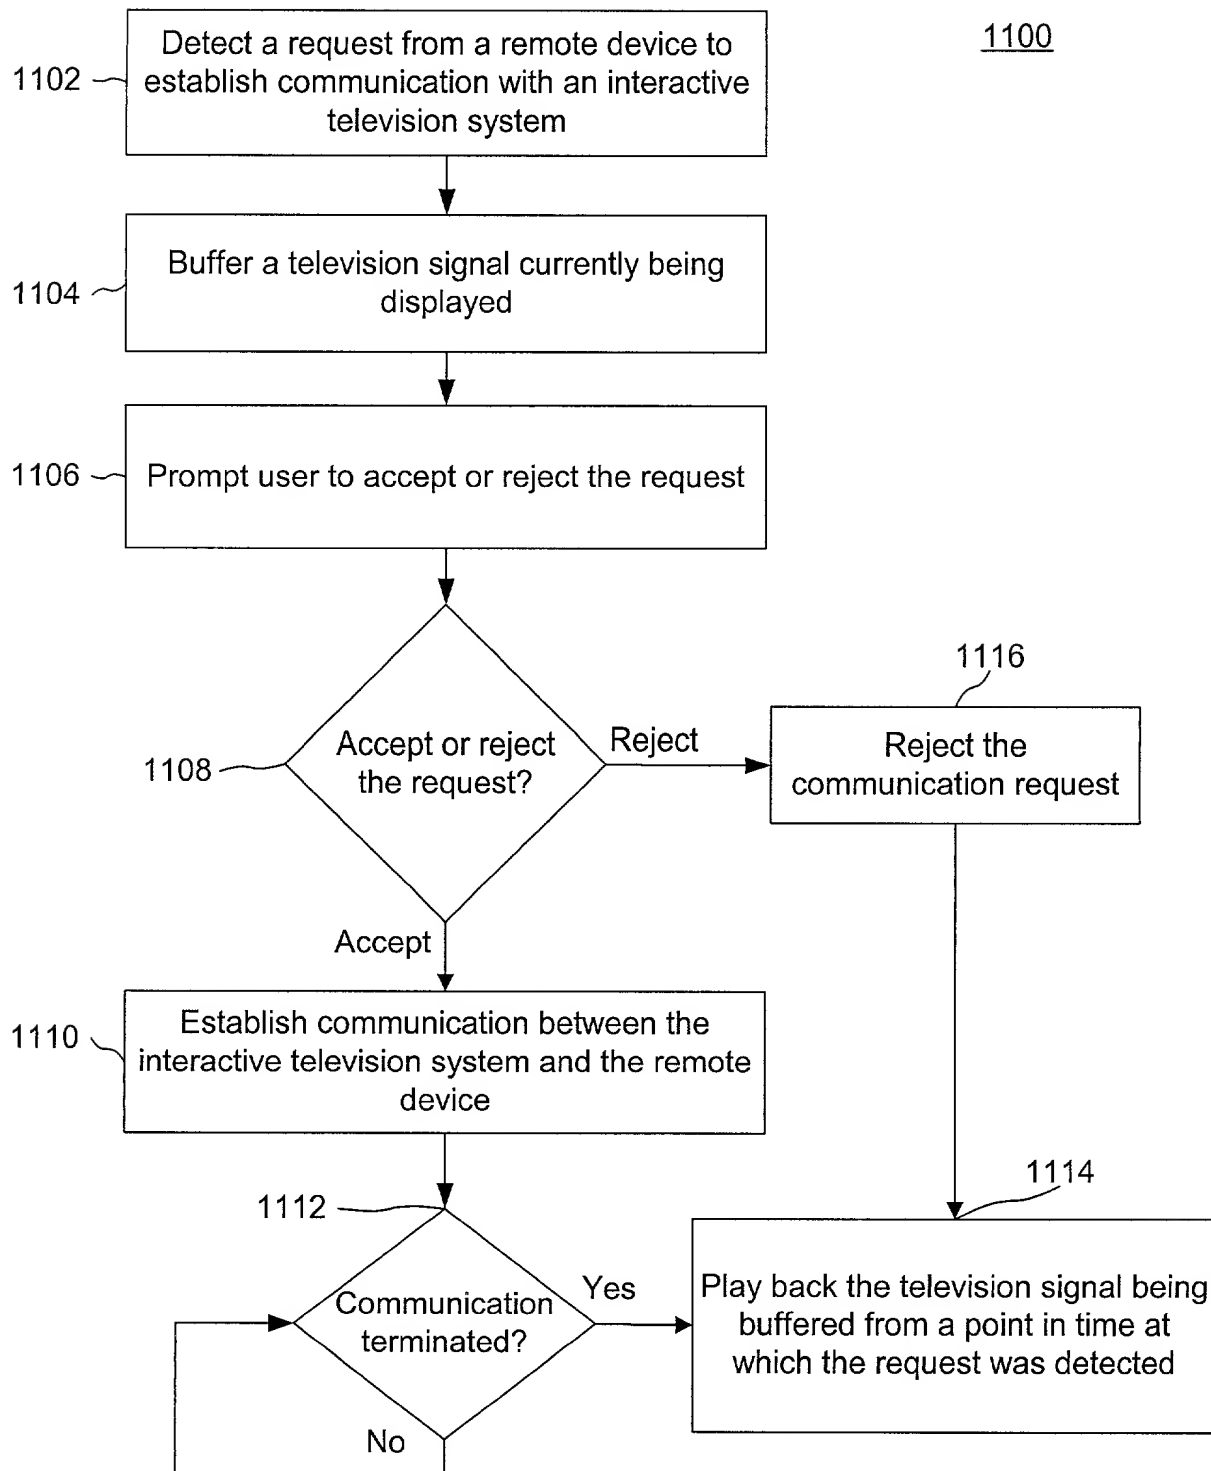 1100
Detect a request from a remote device to
establish communication with an interactive
television system
1102
Buffer a television signal currently being
displayed
1104
Prompt user to accept or reject the request
1106
Accept or reject
the request?
1108
Reject
1116
Reject the
communication request
Accept
Establish communication between the
interactive television system and the remote
device
1110
1112
Communication
terminated?
Yes
1114
Play back the television signal being
buffered from a point in time at
which the request was detected
No